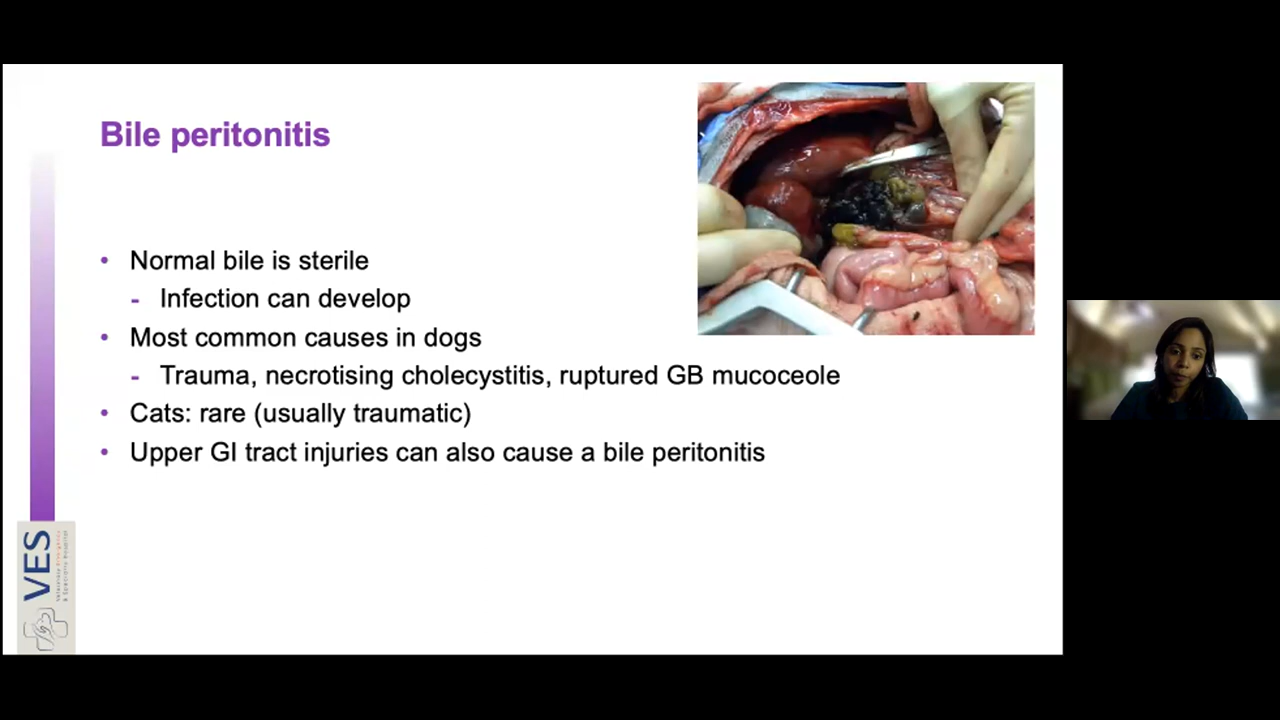 Bile peritonitis
• Normal bile is sterile
- Infection can develop
• Most common causes in dogs
- Trauma, necrotising cholecystitis, ruptured GB mucoceole
• Cats: rare (usually traumatic)
• Upper GI tract injuries can also cause a bile peritonitis
VES